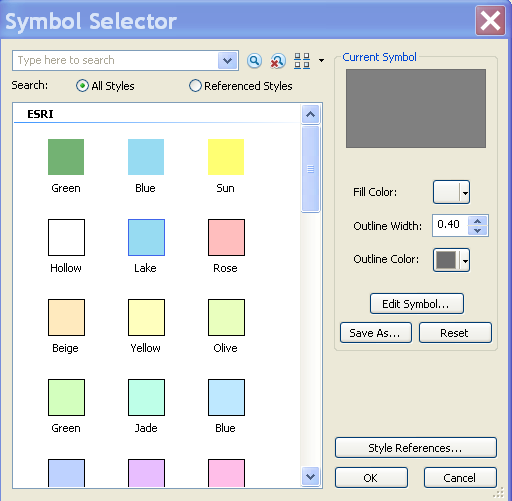 Symbol Selector
Type here to search
Search: All Styles Referenced Styles
ESRI
Green Blue Sun
Hollow Lake Rose
Beige Yellow Olive
Green Jade Blue
Current Symbol
Fill Color:
Outline Width: 0.40
Outline Color:
Edit Symbol...
Save As... Reset
Style References...
OK Cancel